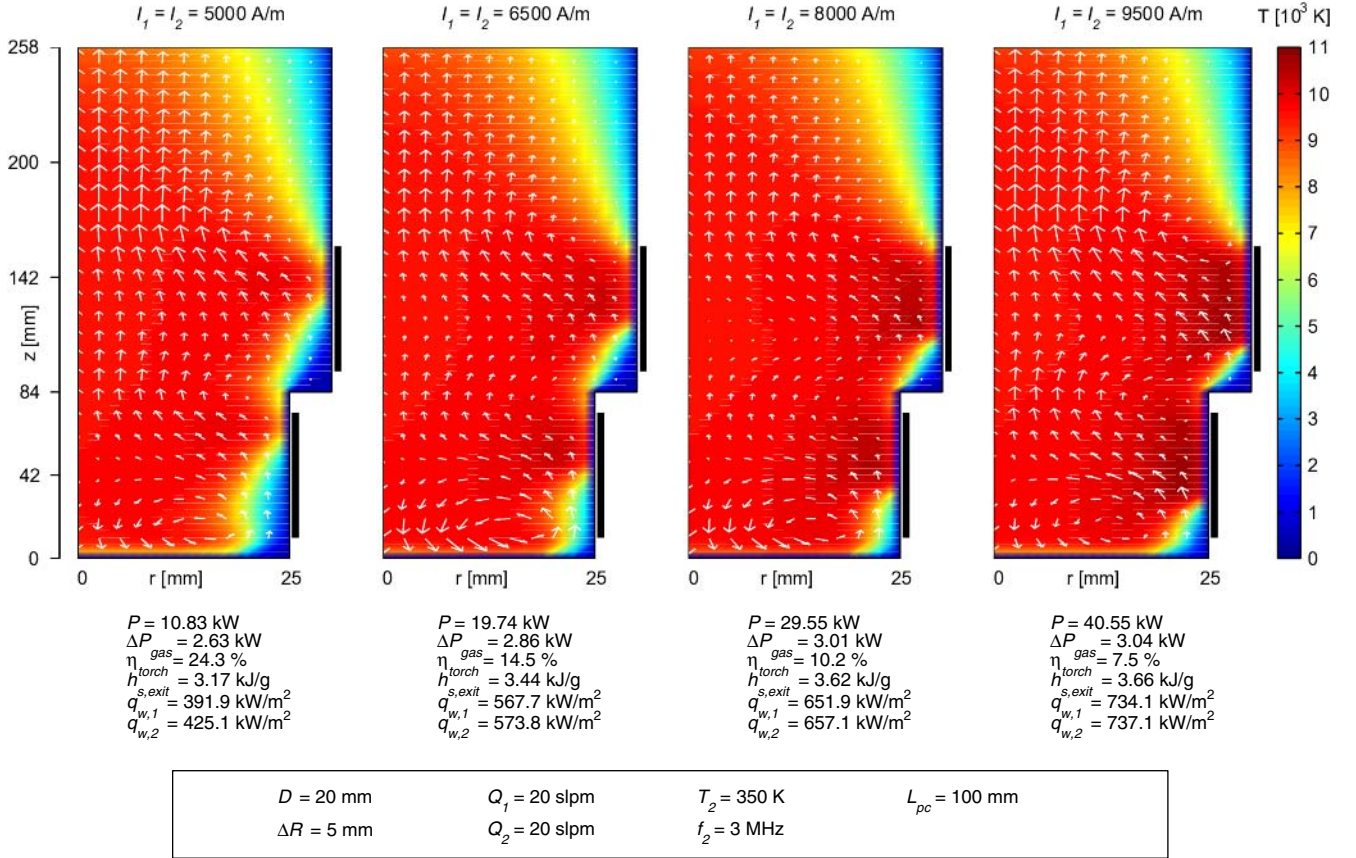 I1 = I2 = 5000 A/m
I1 = I2 = 6500 A/m
I1 = I2 = 8000 A/m
I1 = I2 = 9500 A/m
T [10³ K]
258
200
142
84
42
0
z [mm]
11
10
9
8
7
6
5
4
3
2
1
0
0 r [mm] 25
0 r [mm] 25
0 r [mm] 25
0 r [mm] 25
P = 10.83 kW
ΔPgas = 2.63 kW
ηtorch = 24.3 %
hs,exit = 3.17 kJ/g
qw,1 = 391.9 kW/m²
qw,2 = 425.1 kW/m²
P = 19.74 kW
ΔPgas = 2.86 kW
ηtorch = 14.5 %
hs,exit = 3.44 kJ/g
qw,1 = 567.7 kW/m²
qw,2 = 573.8 kW/m²
P = 29.55 kW
ΔPgas = 3.01 kW
ηtorch = 10.2 %
hs,exit = 3.62 kJ/g
qw,1 = 651.9 kW/m²
qw,2 = 657.1 kW/m²
P = 40.55 kW
ΔPgas = 3.04 kW
ηtorch = 7.5 %
hs,exit = 3.66 kJ/g
qw,1 = 734.1 kW/m²
qw,2 = 737.1 kW/m²
D = 20 mm Q1 = 20 slpm T2 = 350 K Lpc = 100 mm
ΔR = 5 mm Q2 = 20 slpm f2 = 3 MHz